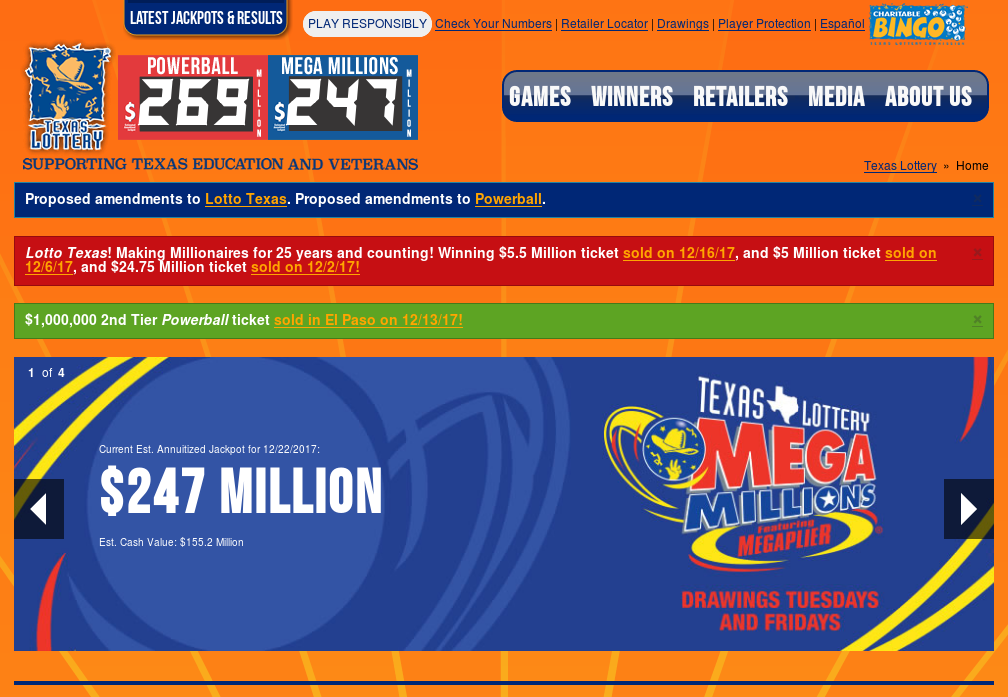 LATEST JACKPOTS & RESULTS
PLAY RESPONSIBLY Check Your Numbers | Retailer Locator | Drawings | Player Protection | Español
CHARITABLE
BINGO
TEXAS
LOTTERY
POWERBALL
$269
MILLION
MEGA MILLIONS
$247
MILLION
GAMES WINNERS RETAILERS MEDIA ABOUT US
SUPPORTING TEXAS EDUCATION AND VETERANS
Texas Lottery » Home
Proposed amendments to Lotto Texas. Proposed amendments to Powerball.
×
Lotto Texas! Making Millionaires for 25 years and counting! Winning $5.5 Million ticket sold on 12/16/17, and $5 Million ticket sold on
12/6/17, and $24.75 Million ticket sold on 12/2/17!
×
$1,000,000 2nd Tier Powerball ticket sold in El Paso on 12/13/17!
×
1 of 4
Current Est. Annuitized Jackpot for 12/22/2017:
$247 MILLION
Est. Cash Value: $155.2 Million
TEXAS LOTTERY
MEGA
MILLIONS
Featuring
MEGAPLIER
DRAWINGS TUESDAYS
AND FRIDAYS